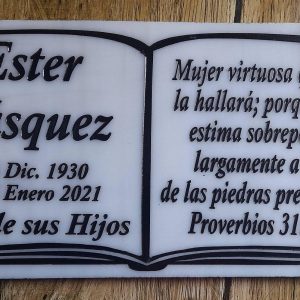 Ester
squez
Dic. 1930
Enero 2021
de sus Hijos
Mujer virtuosa
la hallará; porq
estima sobrep
largamente a
de las piedras pre
Proverbios 31